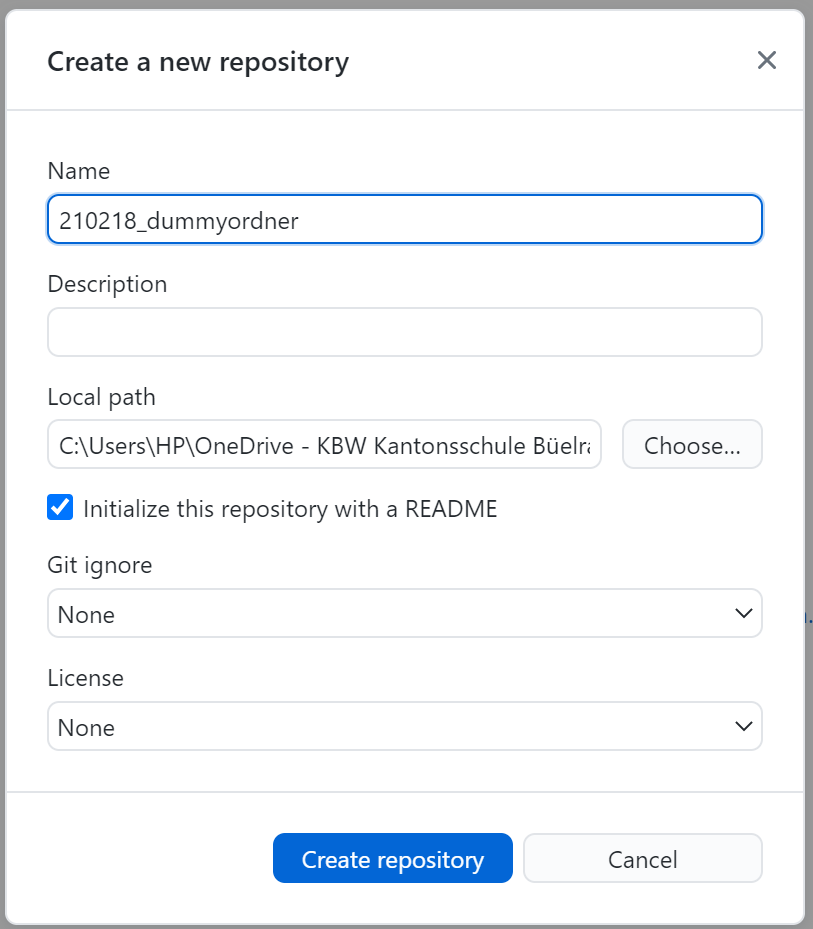 Create a new repository
Name
210218_dummyordner
Description
Local path
C:\Users\HP\OneDrive - KBW Kantonsschule Büelra
Choose...
Initialize this repository with a README
Git ignore
None
License
None
Create repository
Cancel